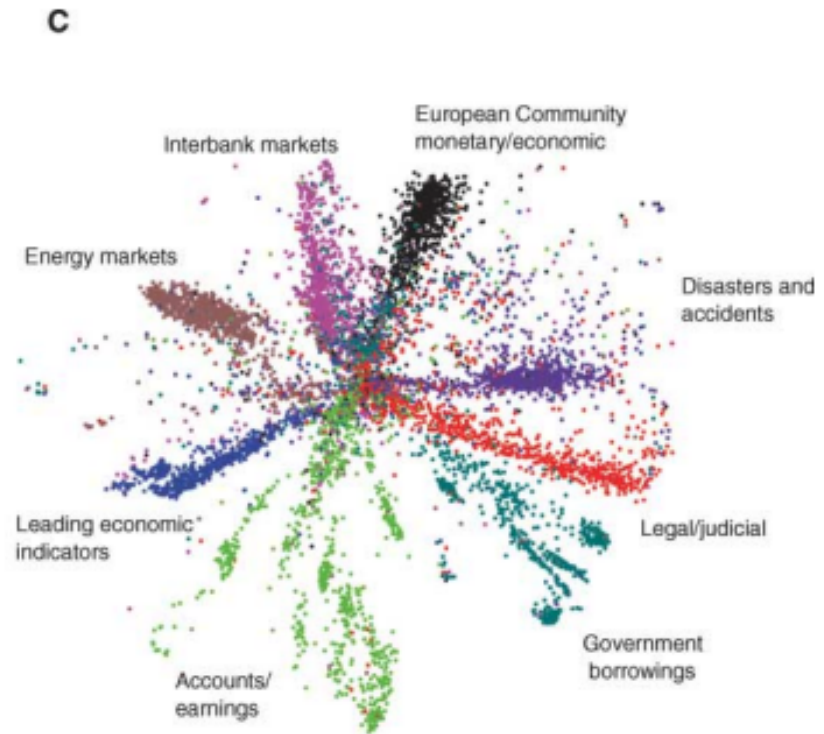 C
European Community
monetary/economic
Interbank markets
Energy markets
Disasters and
accidents
Leading economic
indicators
Legal/judicial
Government
borrowings
Accounts/
earnings